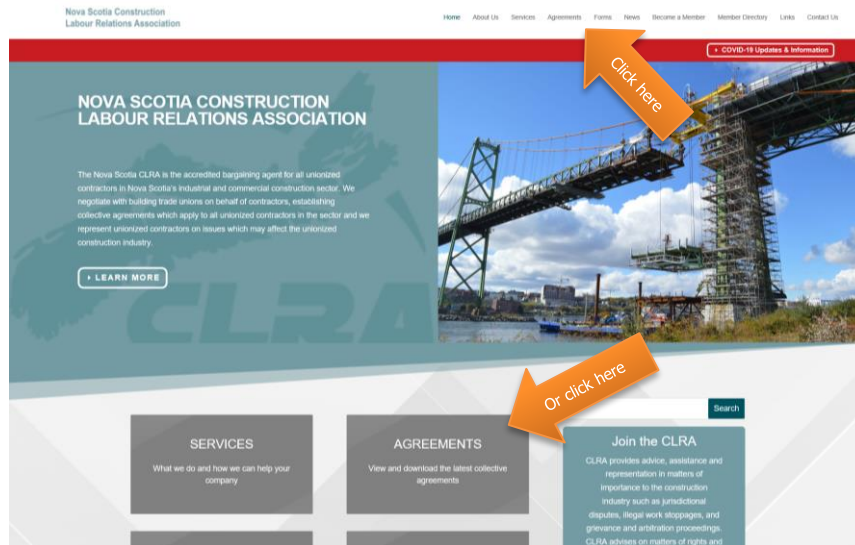 Nova Scotia Construction
Labour Relations Association
Home About Us Services Agreements Forms News Become a Member Member Directory Links Contact Us
COVID-19 Updates & Information
Click here
NOVA SCOTIA CONSTRUCTION
LABOUR RELATIONS ASSOCIATION
The Nova Scotia CLRA is the accredited bargaining agent for all unionized
contractors in Nova Scotia's industrial and commercial construction sector. We
negotiate with building trade unions on behalf of contractors, establishing
collective agreements which apply to all unionized contractors in the sector and we
represent unionized contractors on issues which may affect the unionized
construction industry.
LEARN MORE
CLRA
Or click here
Search
SERVICES
What we do and how we can help your
company
AGREEMENTS
View and download the latest collective
agreements
Join the CLRA
CLRA provides advice, assistance and
representation in matters of
importance to the construction
industry such as jurisdictional
disputes, illegal work stoppages, and
grievance and arbitration proceedings.
CLRA advises on matters of rights and